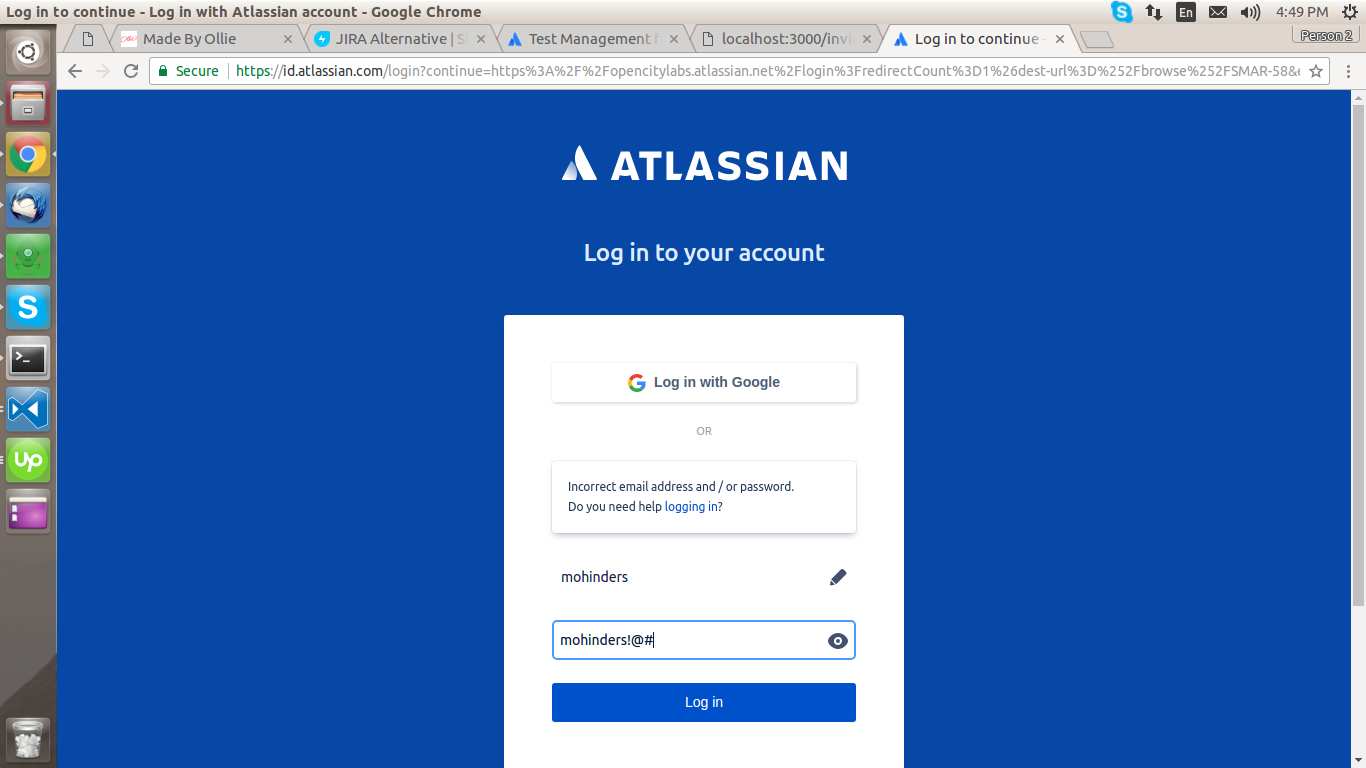 Log in to continue - Log in with Atlassian account - Google Chrome
En
4:49 PM
Made By Ollie
JIRA Alternative |
Test Management
localhost:3000/invi
Log in to continue -
Person 2
Secure
https://id.atlassian.com/login?continue=https%3A%2F%2Fopencitylabs.atlassian.net%2Flogin%3FredirectCount%3D1%26dest-url%3D%252Fbrowse%252FSMAR-58&e
ATLASSIAN
Log in to your account
Log in with Google
OR
Incorrect email address and / or password.
Do you need help logging in?
mohinders
mohinders!@#
Log in
S
Up